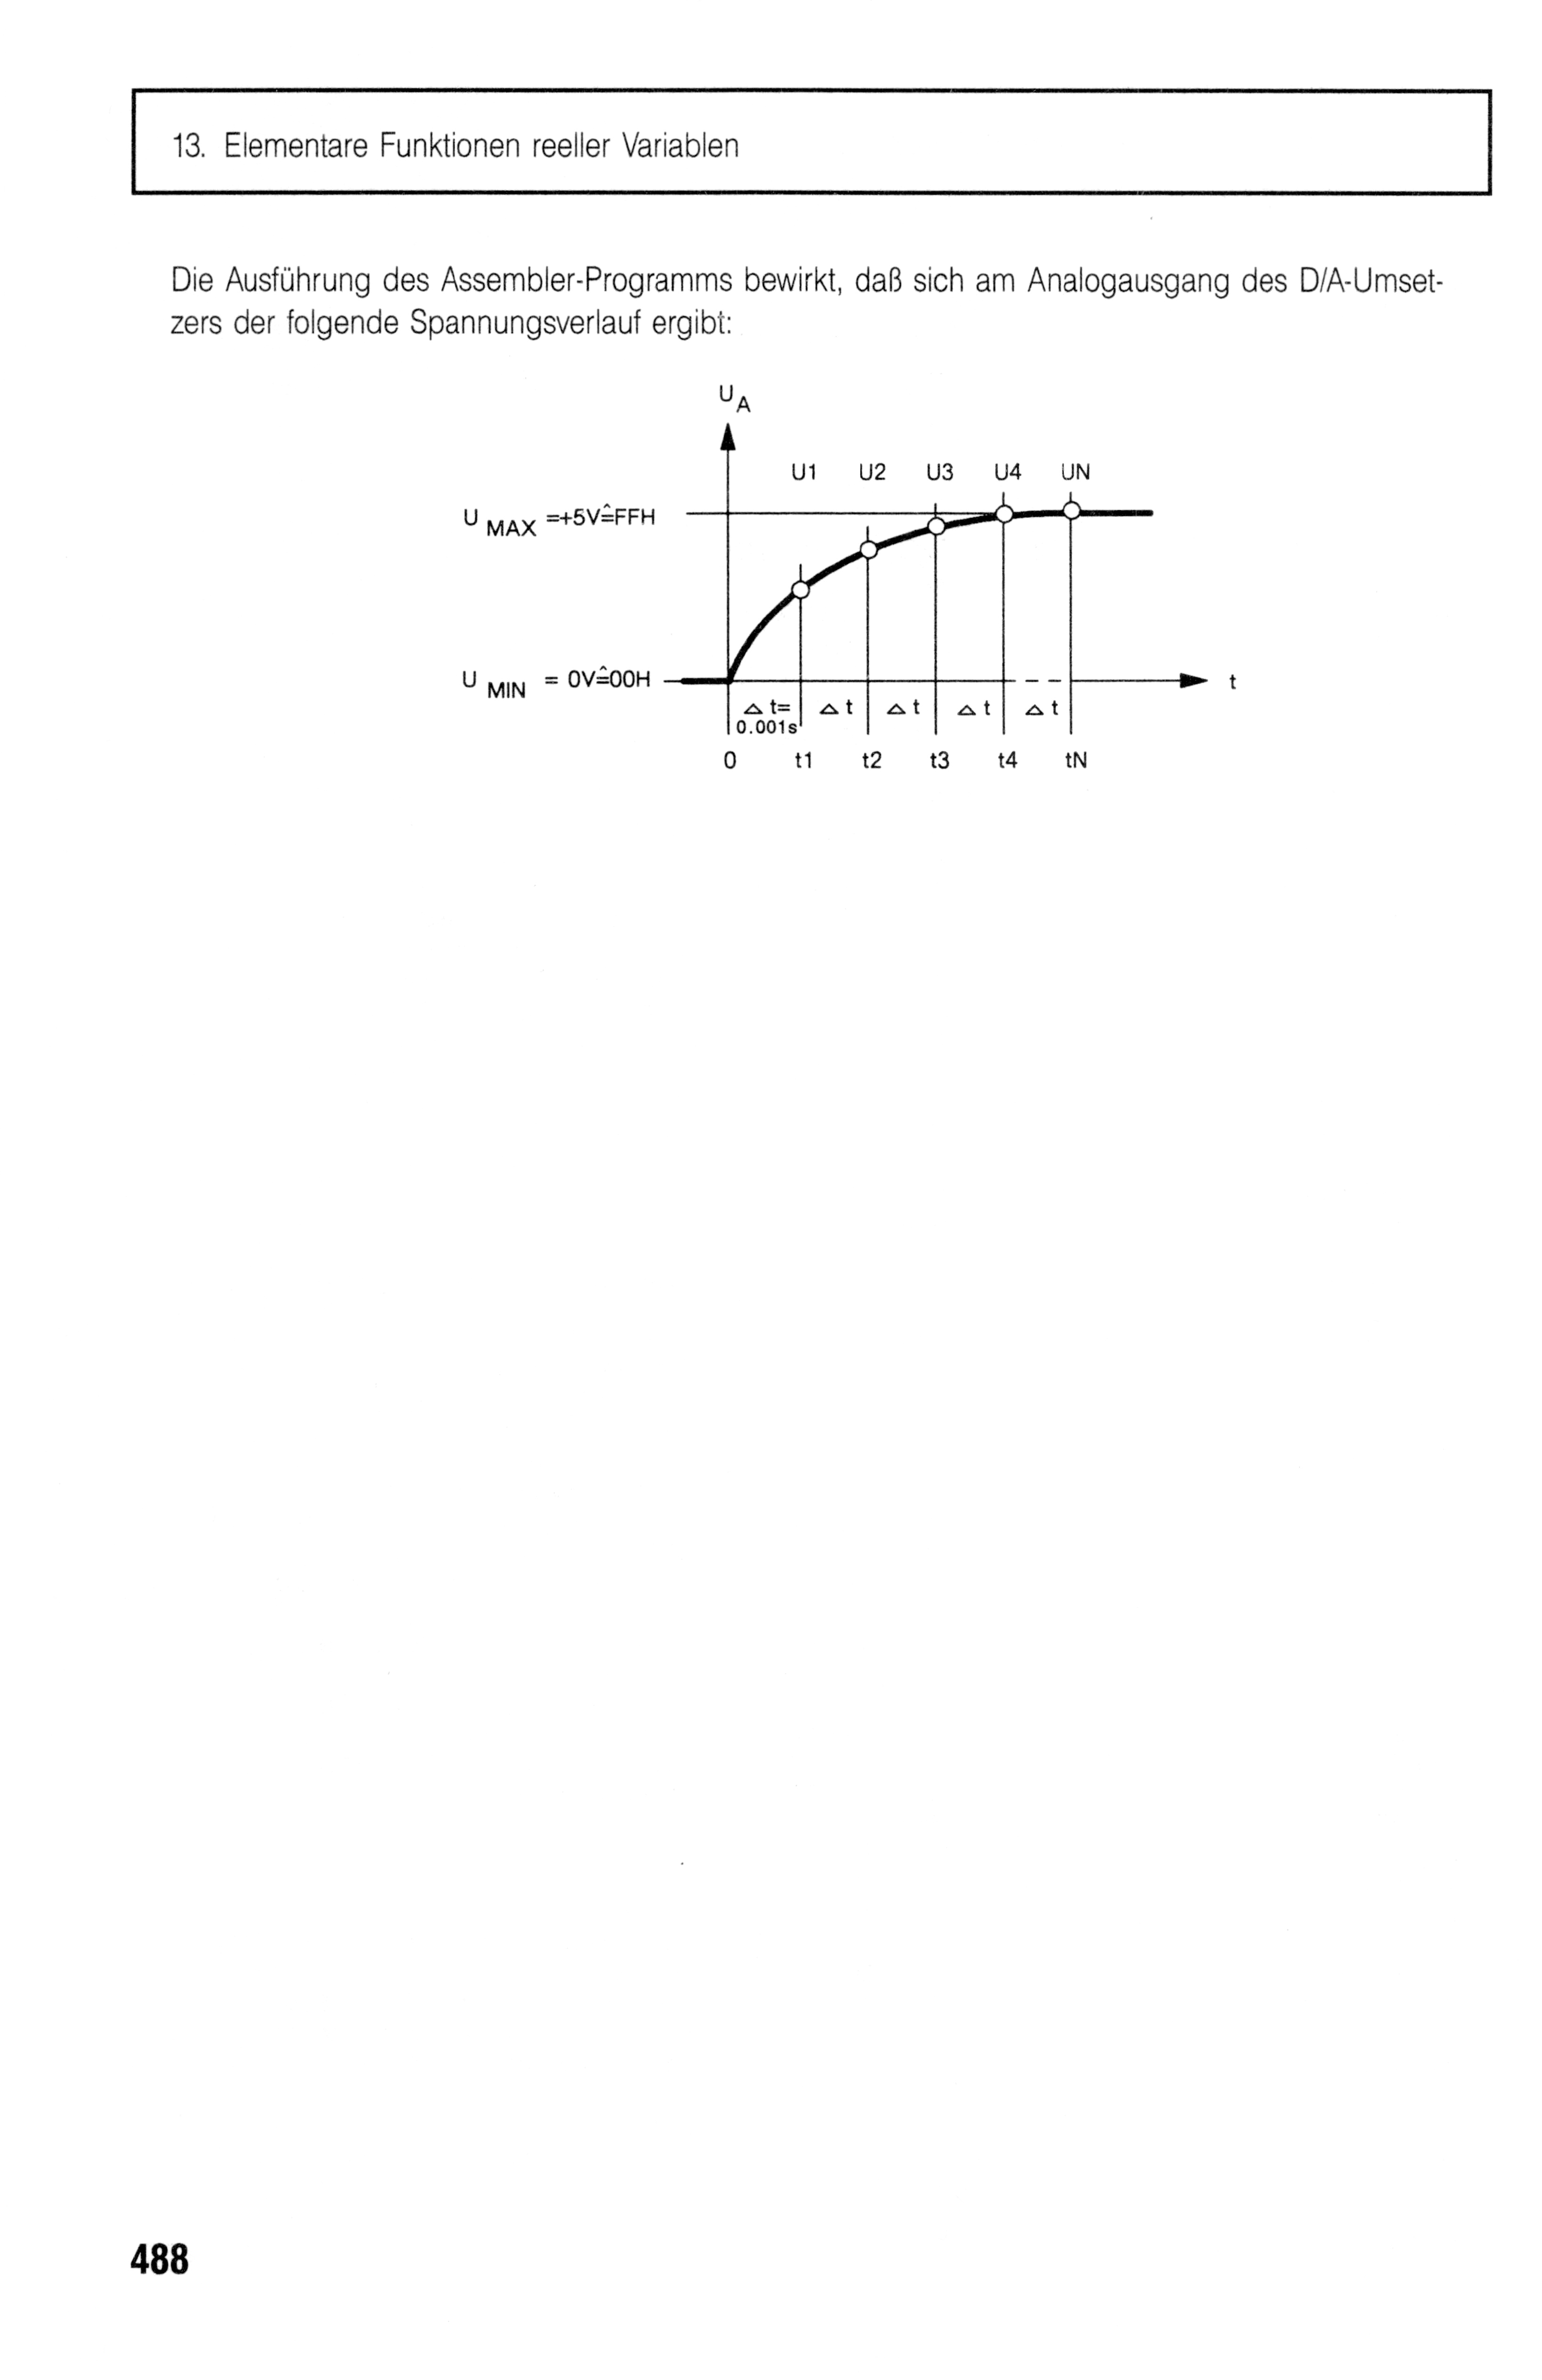 13. Elementare Funktionen reeller Variablen
Die Ausführung des Assembler-Programms bewirkt, daß sich am Analogausgang des D/A-Umset-
zers der folgende Spannungsverlauf ergibt:
U A
U1 U2 U3 U4 UN
U MAX =+5V≙FFH
U MIN = 0V≙00H
t
△ t= △ t △ t △ t △ t
0.001s
0 t1 t2 t3 t4 tN
488